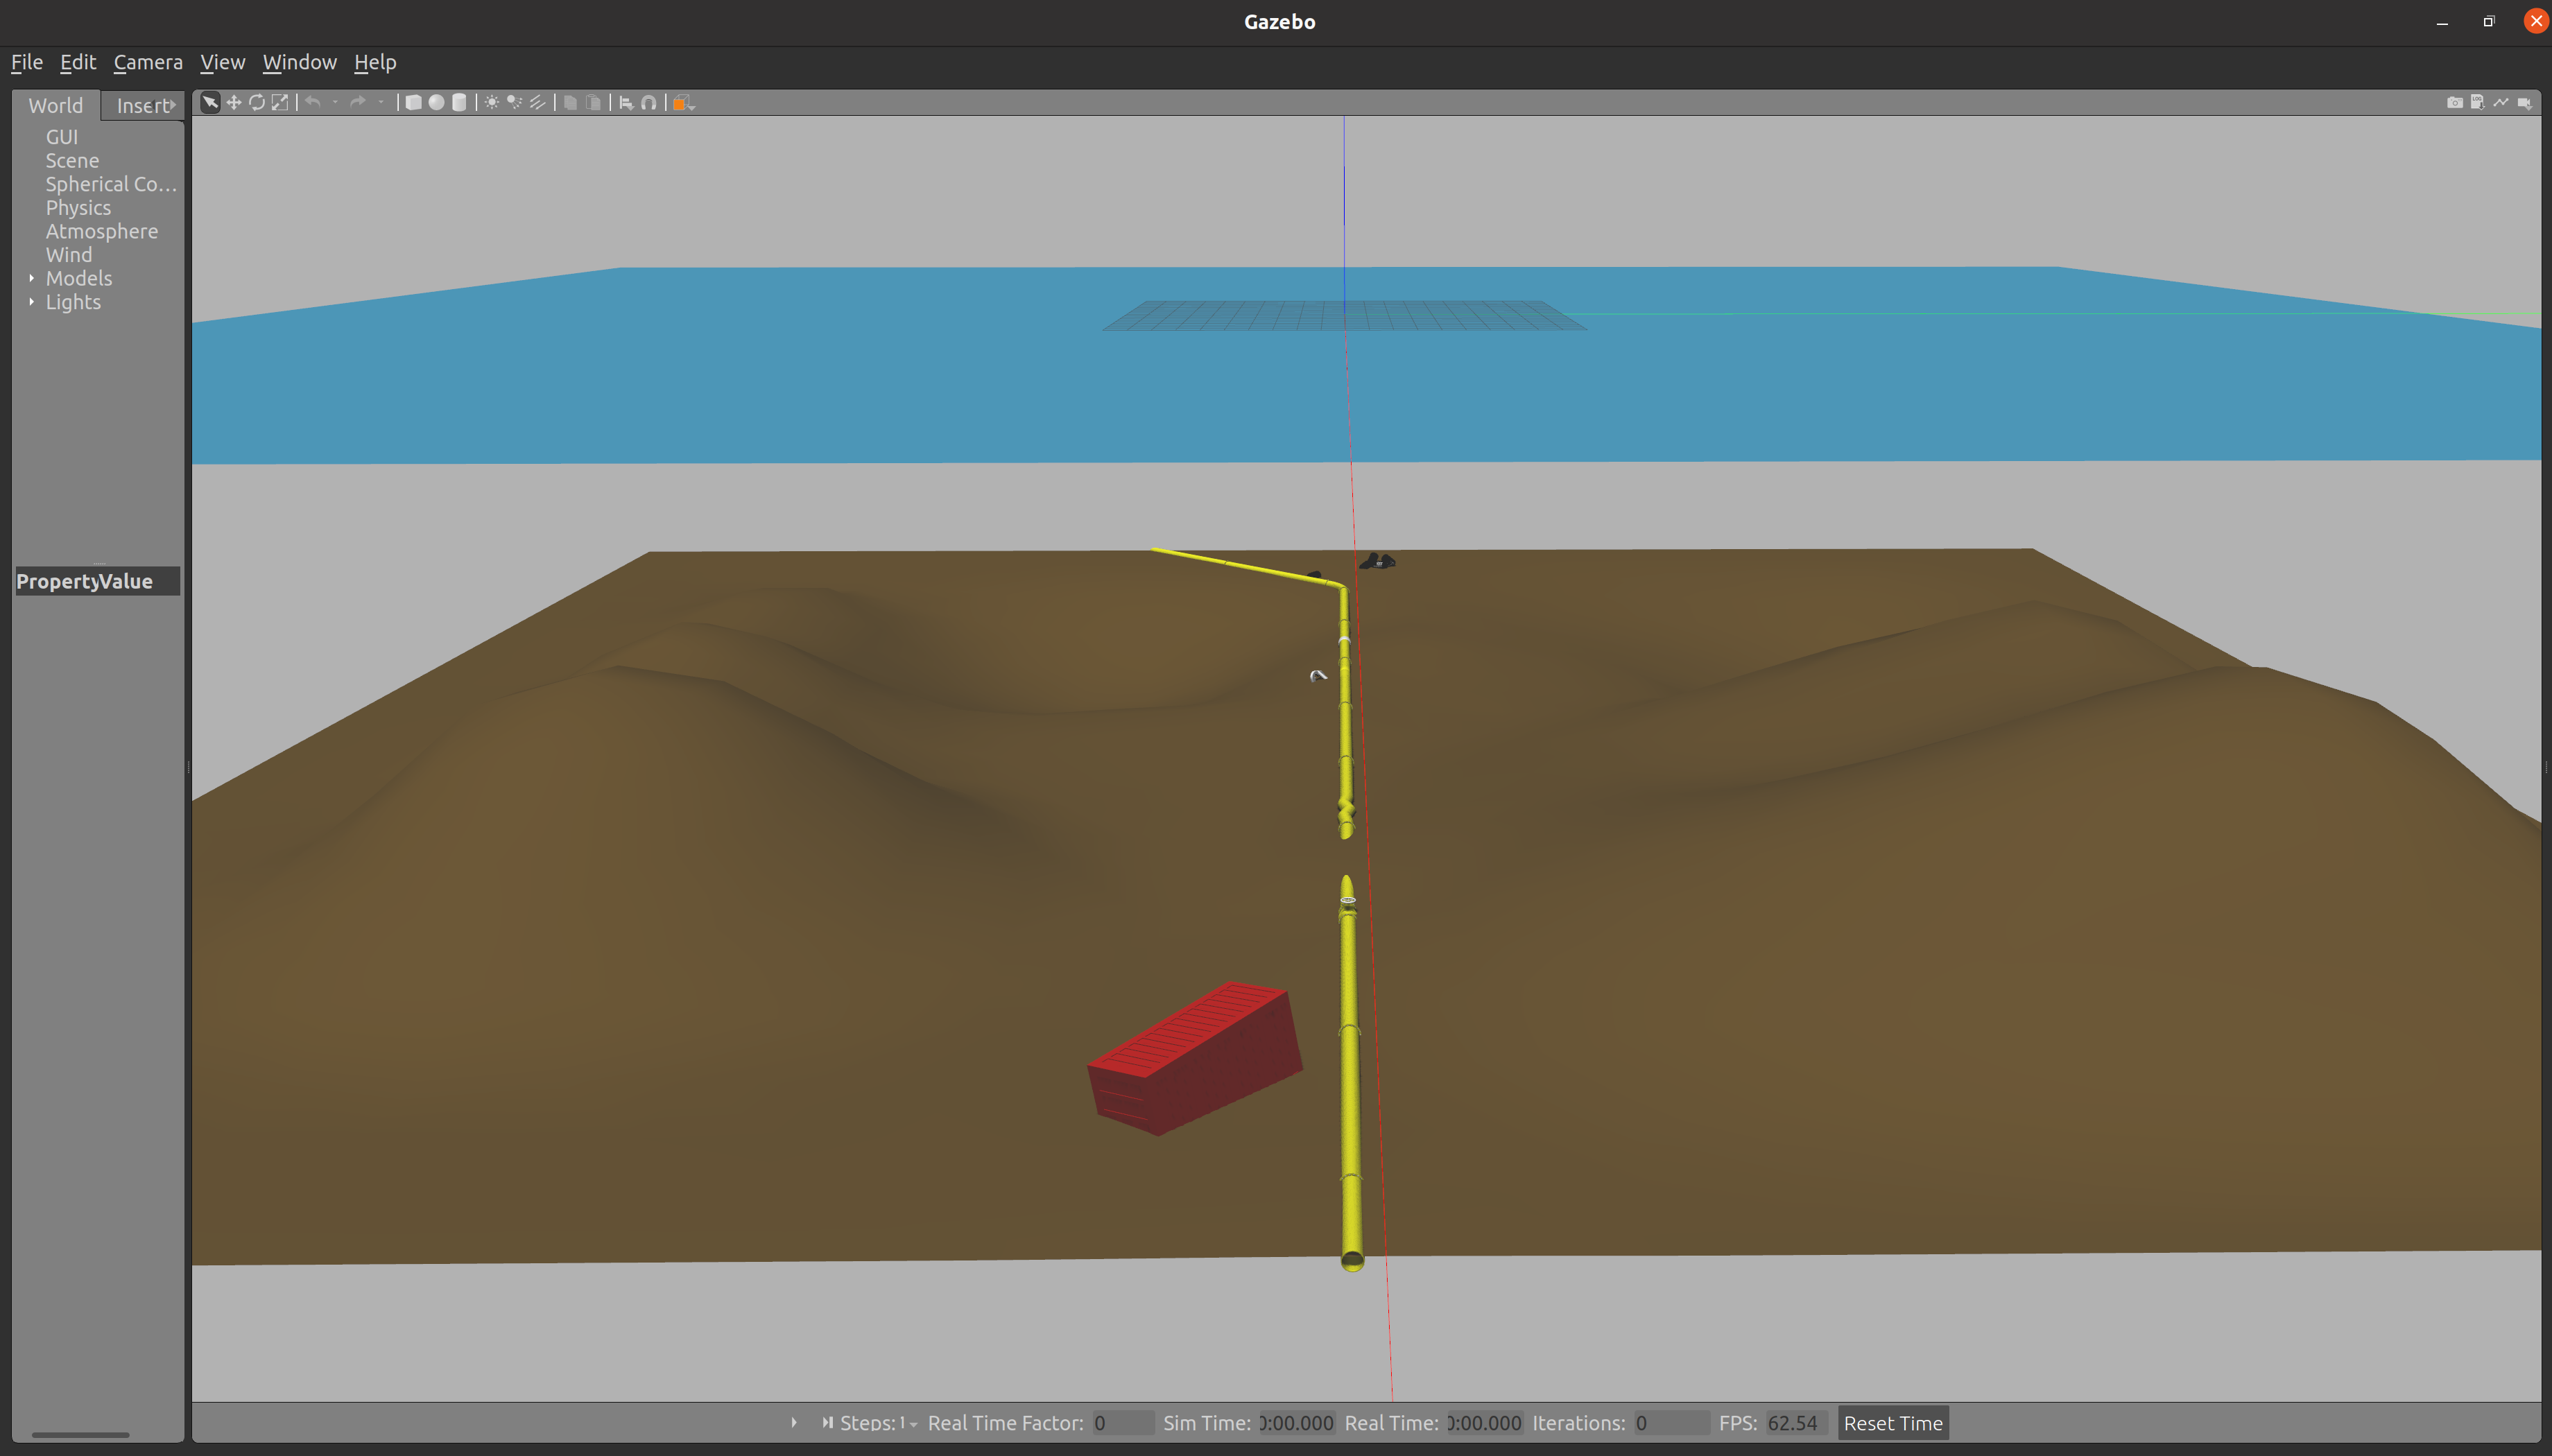 Gazebo
File Edit Camera View Window Help
World Insert
GUI
Scene
Spherical Co...
Physics
Atmosphere
Wind
Models
Lights
Property Value
Steps: 1 Real Time Factor: 0 Sim Time: 0:00.000 Real Time: 0:00.000 Iterations: 0 FPS: 62.54 Reset Time